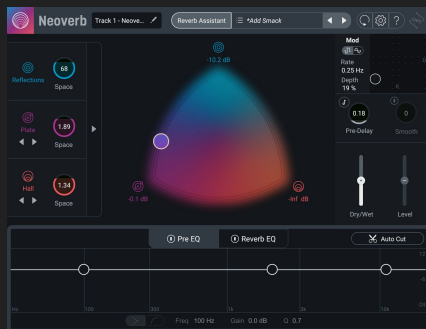 Neoverb
Track 1 - Neove...
Reverb Assistant
*Add Smack
?
-10.2 dB
Mod
Rate
0.25 Hz
Depth
19 %
Reflections
68
Space
Plate
1.89
Space
0.18
0
Pre-Delay
Smooth
Hall
1.34
Space
-0.1 dB
-Inf dB
Dry/Wet
Level
Pre EQ
Reverb EQ
Auto Cut
Hz
100
300
1k
3k
10k
Freq 100 Hz Gain 0.0 dB Q 0.7